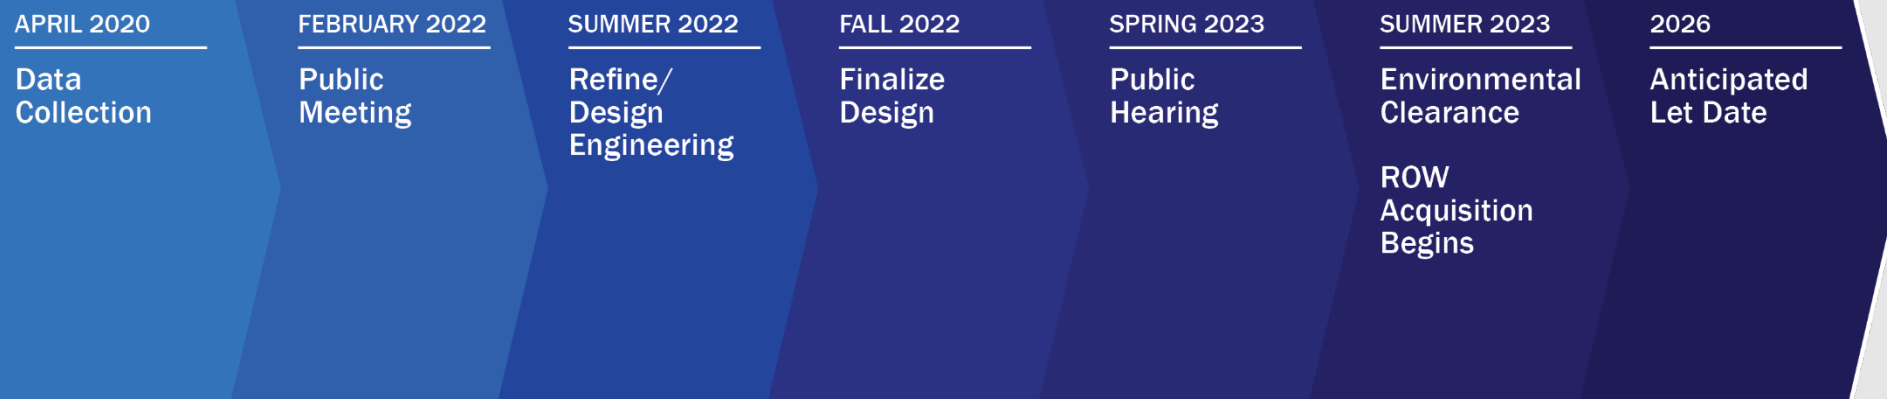 APRIL 2020
Data
Collection
FEBRUARY 2022
Public
Meeting
SUMMER 2022
Refine/
Design
Engineering
FALL 2022
Finalize
Design
SPRING 2023
Public
Hearing
SUMMER 2023
Environmental
Clearance
ROW
Acquisition
Begins
2026
Anticipated
Let Date